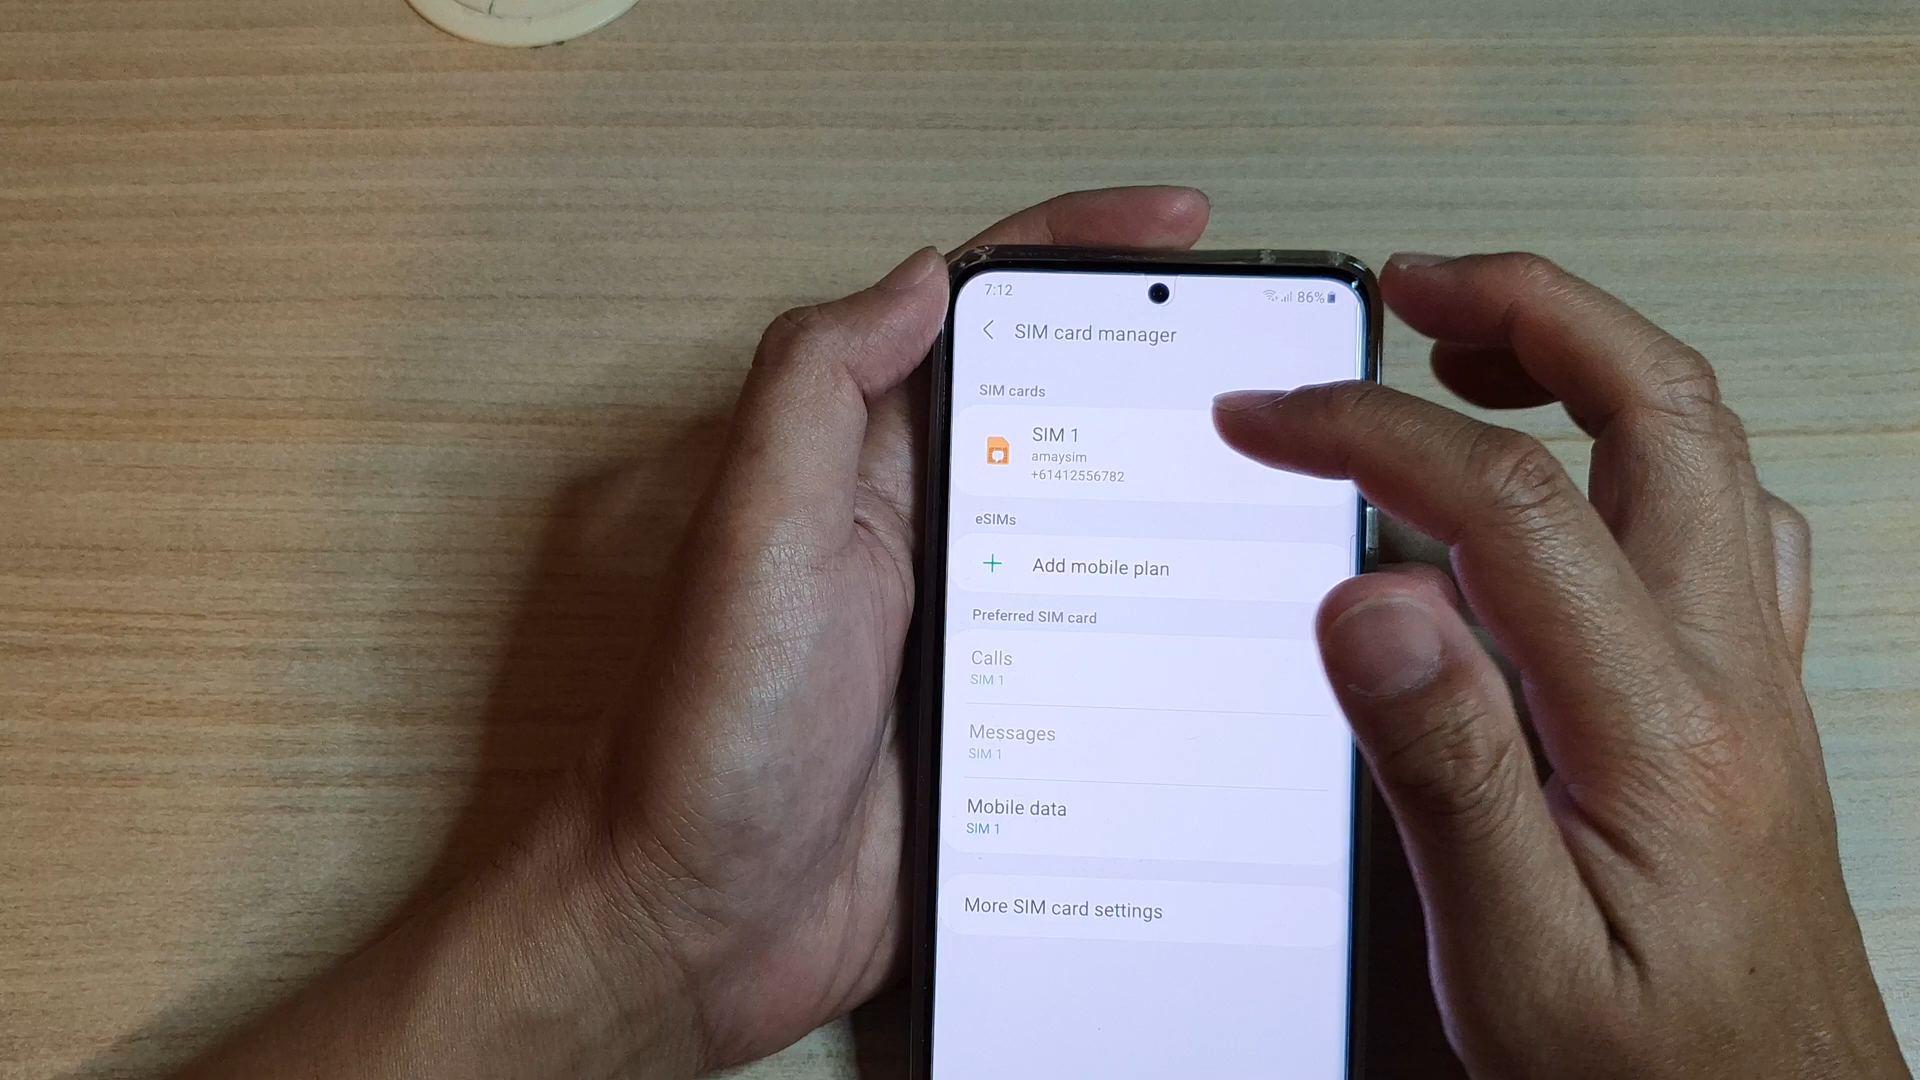 7:12
86%
SIM card manager
SIM cards
SIM 1
amaysim
+61412556782
eSIMs
Add mobile plan
Preferred SIM card
Calls
SIM 1
Messages
SIM 1
Mobile data
SIM 1
More SIM card settings